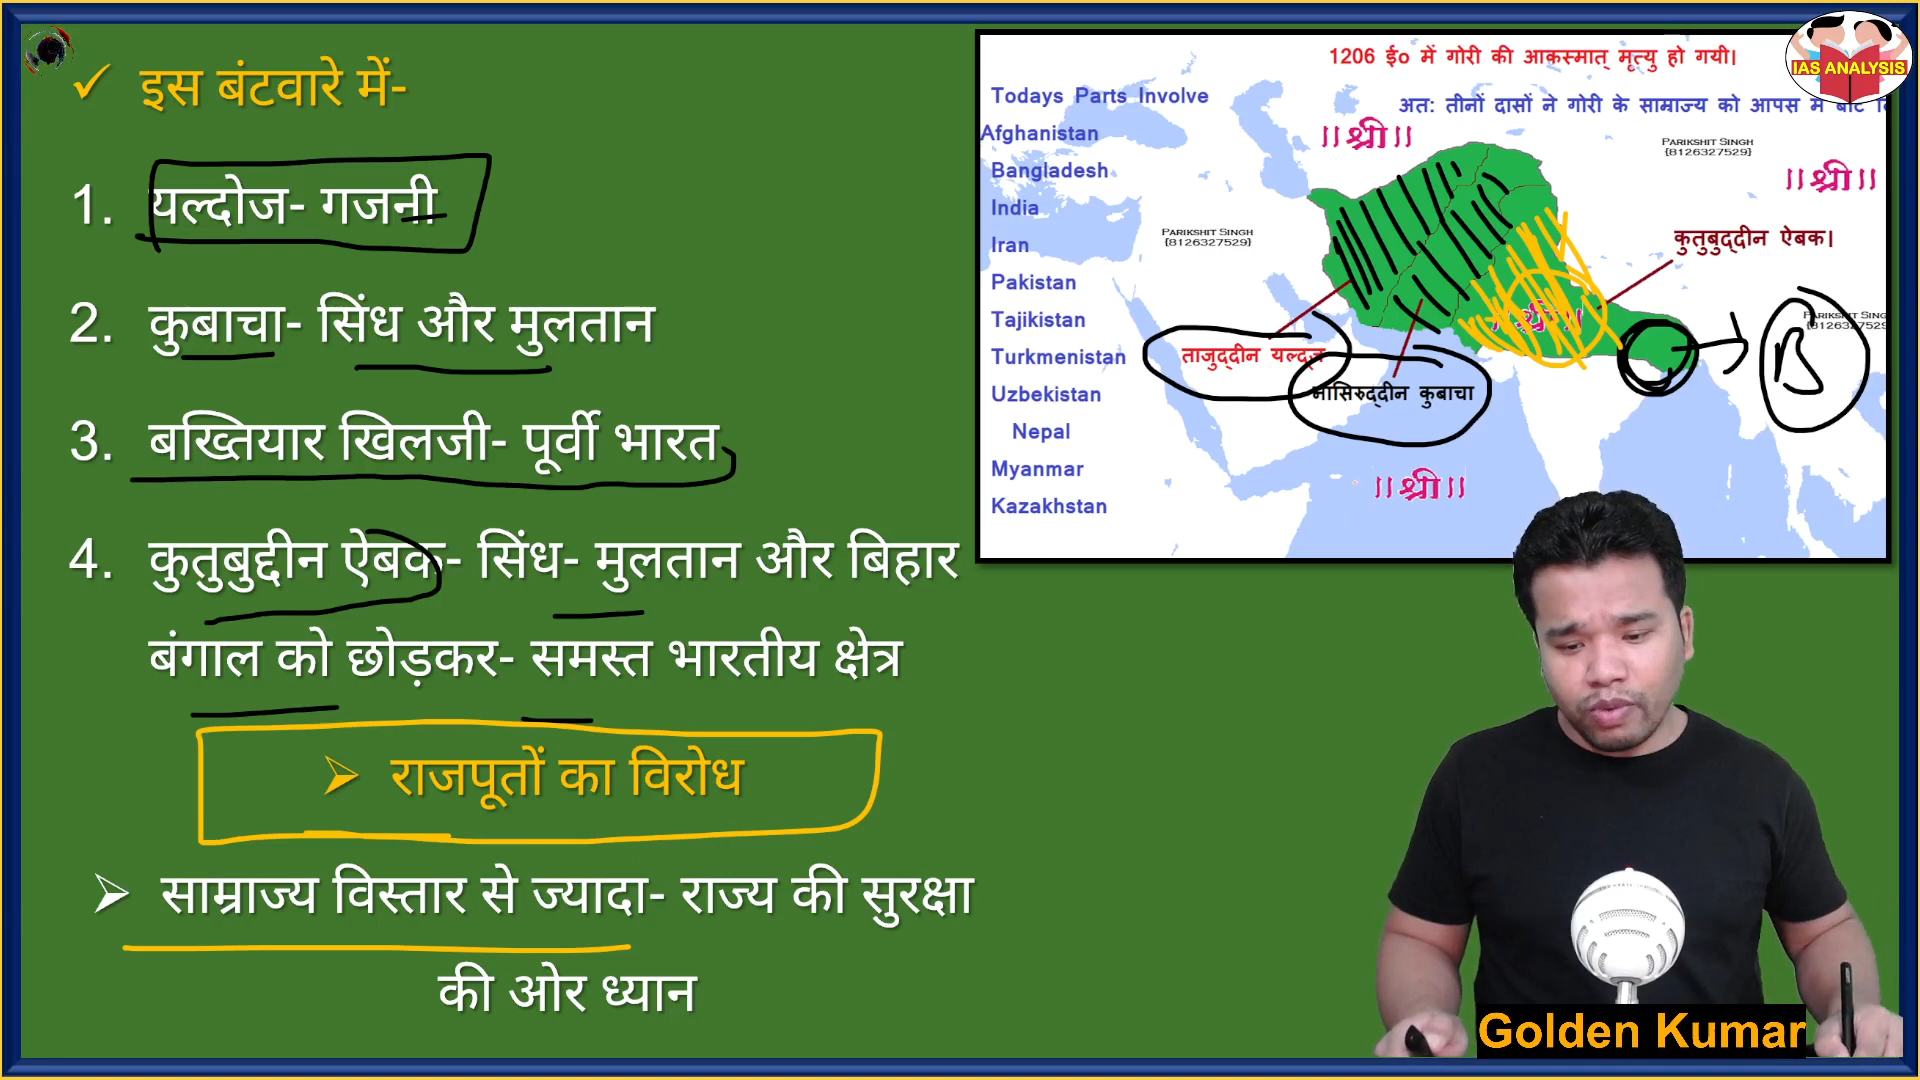 ✓ इस बंटवारे में-
1. यल्दोज- गजनी
2. कुबाचा- सिंध और मुलतान
3. बख्तियार खिलजी- पूर्वी भारत
4. कुतुबुद्दीन ऐबक- सिंध- मुलतान और बिहार
बंगाल को छोड़कर- समस्त भारतीय क्षेत्र
➢ राजपूतों का विरोध
➢ साम्राज्य विस्तार से ज्यादा- राज्य की सुरक्षा
की ओर ध्यान
1206 ई० में गोरी की आकस्मात् मृत्यु हो गयी।
अतः तीनों दासों ने गोरी के साम्राज्य को आपस में बांट
Todays Parts Involve
Afghanistan
Bangladesh
India
Iran
Pakistan
Tajikistan
Turkmenistan
Uzbekistan
Nepal
Myanmar
Kazakhstan
॥श्री॥
PARIKSHIT SINGH
{8126327529}
॥श्री॥
PARIKSHIT SINGH
{8126327529}
कुतुबुद्दीन ऐबक।
PARIKSHIT SINGH
ताजुद्दीन यल्दज
नासिरुद्दीन कुबाचा
B
॥श्री॥
IAS ANALYSIS
Golden Kumar